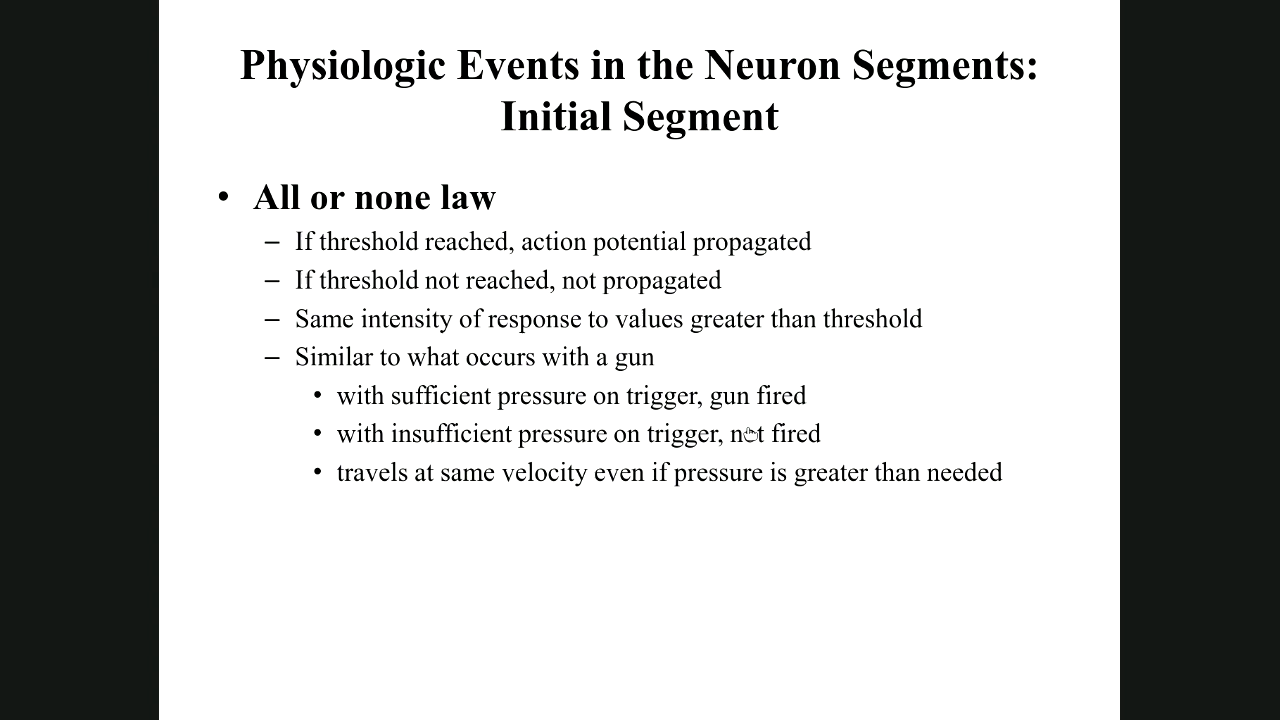 Physiologic Events in the Neuron Segments:
Initial Segment
• All or none law
– If threshold reached, action potential propagated
– If threshold not reached, not propagated
– Same intensity of response to values greater than threshold
– Similar to what occurs with a gun
• with sufficient pressure on trigger, gun fired
• with insufficient pressure on trigger, not fired
• travels at same velocity even if pressure is greater than needed